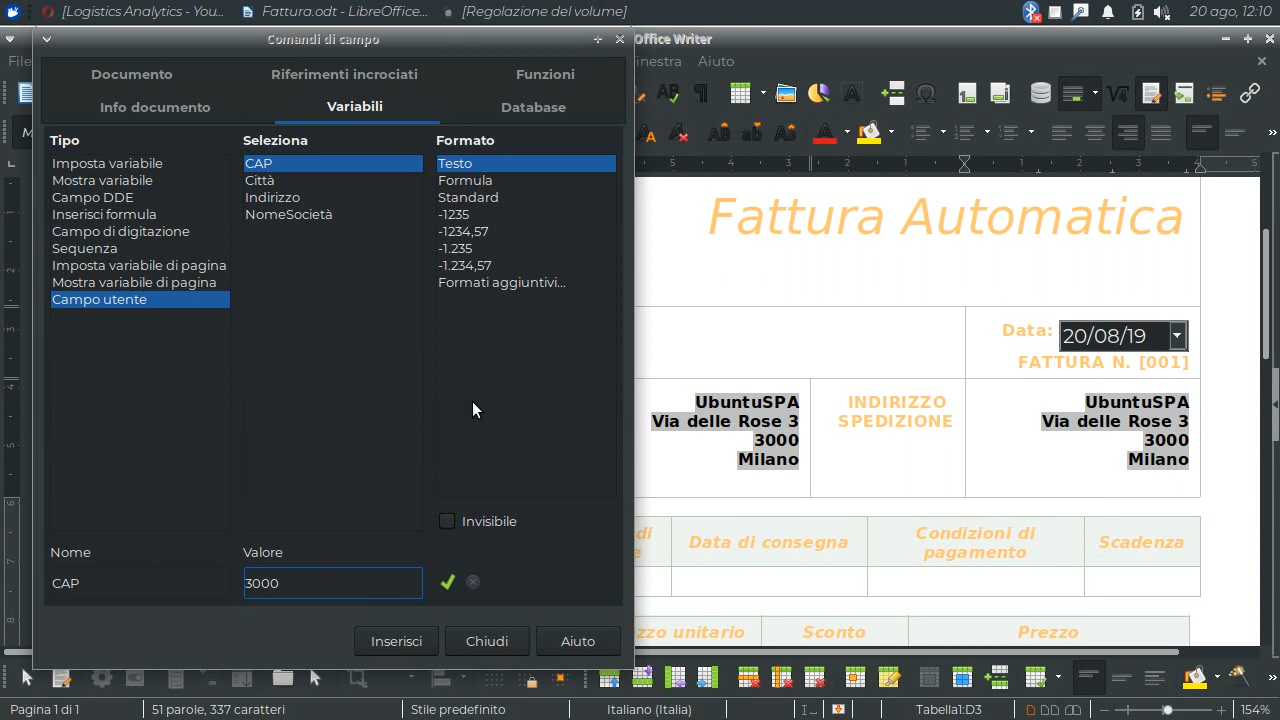 [Logistics Analytics - You...
Fattura.odt - LibreOffice...
[Regolazione del volume]
20 ago, 12:10
Comandi di campo
Office Writer
File
inestra
Aiuto
Documento
Riferimenti incrociati
Funzioni
Info documento
Variabili
Database
Tipo
Seleziona
Formato
Imposta variabile
Mostra variabile
Campo DDE
Inserisci formula
Campo di digitazione
Sequenza
Imposta variabile di pagina
Mostra variabile di pagina
Campo utente
CAP
Città
Indirizzo
NomeSocietà
Testo
Formula
Standard
-1235
-1234,57
-1.235
-1.234,57
Formati aggiuntivi...
Invisibile
Nome
Valore
CAP
3000
Inserisci
Chiudi
Aiuto
Fattura Automatica
Data: 20/08/19
FATTURA N. [001]
UbuntuSPA
Via delle Rose 3
3000
Milano
INDIRIZZO
SPEDIZIONE
UbuntuSPA
Via delle Rose 3
3000
Milano
di
e
Data di consegna
Condizioni di
pagamento
Scadenza
zzo unitario
Sconto
Prezzo
Pagina 1 di 1
51 parole, 337 caratteri
Stile predefinito
Italiano (Italia)
Tabella1:D3
154%